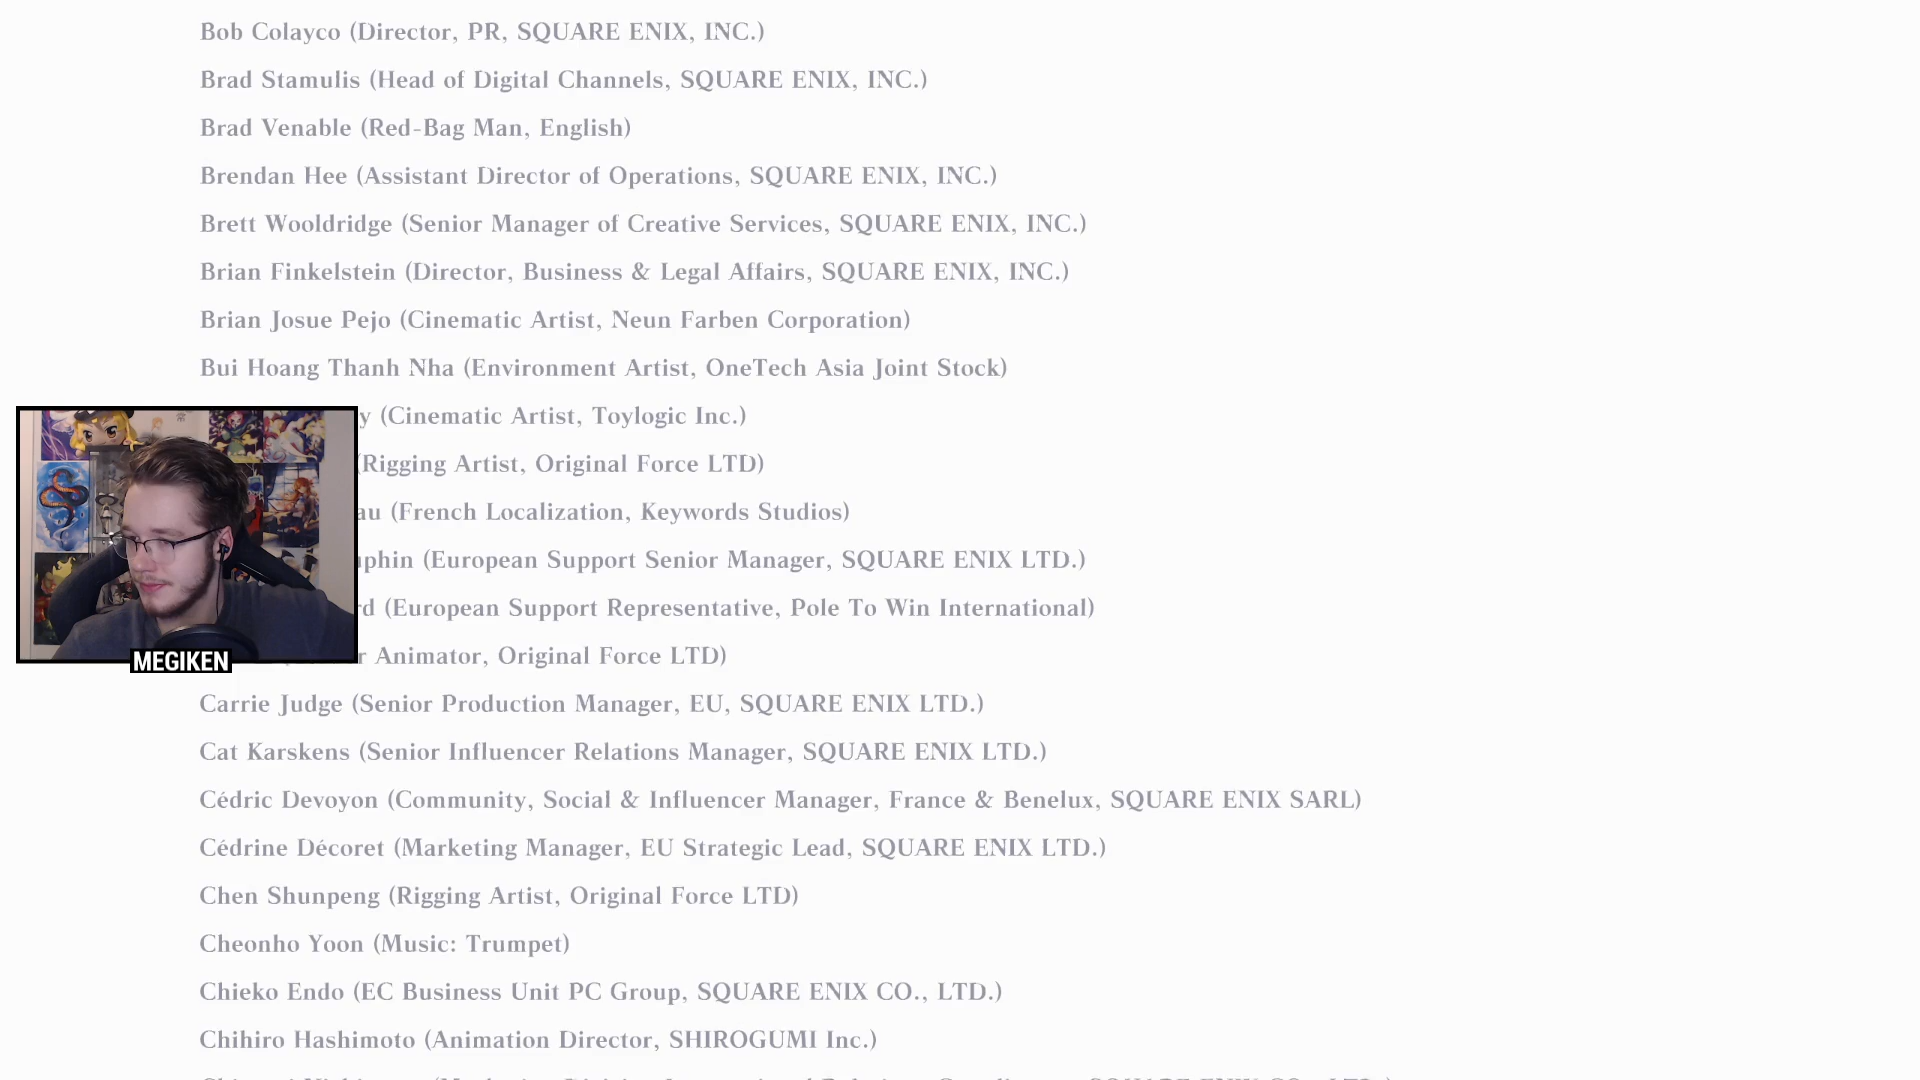 Bob Colayco (Director, PR, SQUARE ENIX, INC.)
Brad Stamulis (Head of Digital Channels, SQUARE ENIX, INC.)
Brad Venable (Red-Bag Man, English)
Brendan Hee (Assistant Director of Operations, SQUARE ENIX, INC.)
Brett Wooldridge (Senior Manager of Creative Services, SQUARE ENIX, INC.)
Brian Finkelstein (Director, Business & Legal Affairs, SQUARE ENIX, INC.)
Brian Josue Pejo (Cinematic Artist, Neun Farben Corporation)
Bui Hoang Thanh Nha (Environment Artist, OneTech Asia Joint Stock)
(Cinematic Artist, Toylogic Inc.)
(Rigging Artist, Original Force LTD)
(French Localization, Keywords Studios)
(European Support Senior Manager, SQUARE ENIX LTD.)
(European Support Representative, Pole To Win International)
Animator, Original Force LTD)
MEGIKEN
Carrie Judge (Senior Production Manager, EU, SQUARE ENIX LTD.)
Cat Karskens (Senior Influencer Relations Manager, SQUARE ENIX LTD.)
Cédric Devoyon (Community, Social & Influencer Manager, France & Benelux, SQUARE ENIX SARL)
Cédrine Décoret (Marketing Manager, EU Strategic Lead, SQUARE ENIX LTD.)
Chen Shunpeng (Rigging Artist, Original Force LTD)
Cheonho Yoon (Music: Trumpet)
Chieko Endo (EC Business Unit PC Group, SQUARE ENIX CO., LTD.)
Chihiro Hashimoto (Animation Director, SHIROGUMI Inc.)